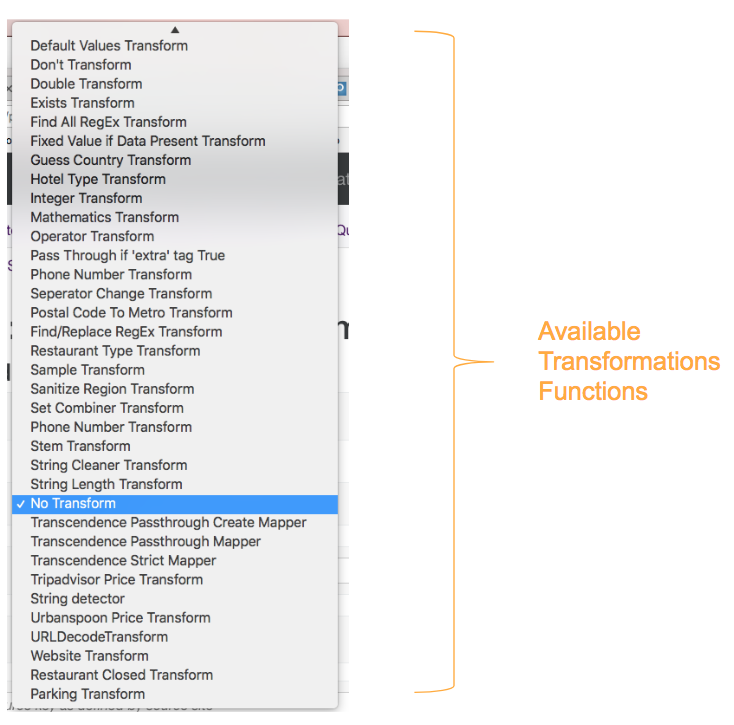 Default Values Transform
Don't Transform
Double Transform
Exists Transform
Find All RegEx Transform
Fixed Value if Data Present Transform
Guess Country Transform
Hotel Type Transform
Integer Transform
Mathematics Transform
Operator Transform
Pass Through if 'extra' tag True
Phone Number Transform
Seperator Change Transform
Postal Code To Metro Transform
Find/Replace RegEx Transform
Restaurant Type Transform
Sample Transform
Sanitize Region Transform
Set Combiner Transform
Phone Number Transform
Stem Transform
String Cleaner Transform
String Length Transform
✓ No Transform
Transcendence Passthrough Create Mapper
Transcendence Passthrough Mapper
Transcendence Strict Mapper
Tripadvisor Price Transform
String detector
Urbanspoon Price Transform
URLDecodeTransform
Website Transform
Restaurant Closed Transform
Parking Transform
Available
Transformations
Functions